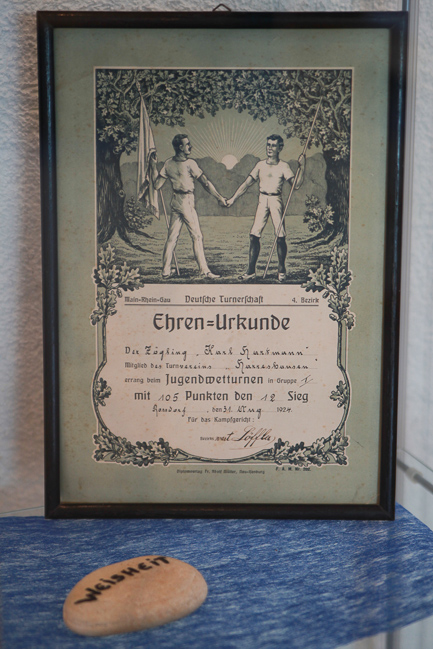 Main-Rhein-Gau Deutsche Turnerschaft 4. Bezirk
Ehren=Urkunde
Der Zögling „Karl Hartmann"
Mitglied des Turnvereins „Harreshausen"
errang beim Jugendwetturnen in Gruppe
mit 105 Punkten den 12 Sieg
, den 31. Aug. 1924
Für das Kampfgericht:
Löffler
WEISHEIT